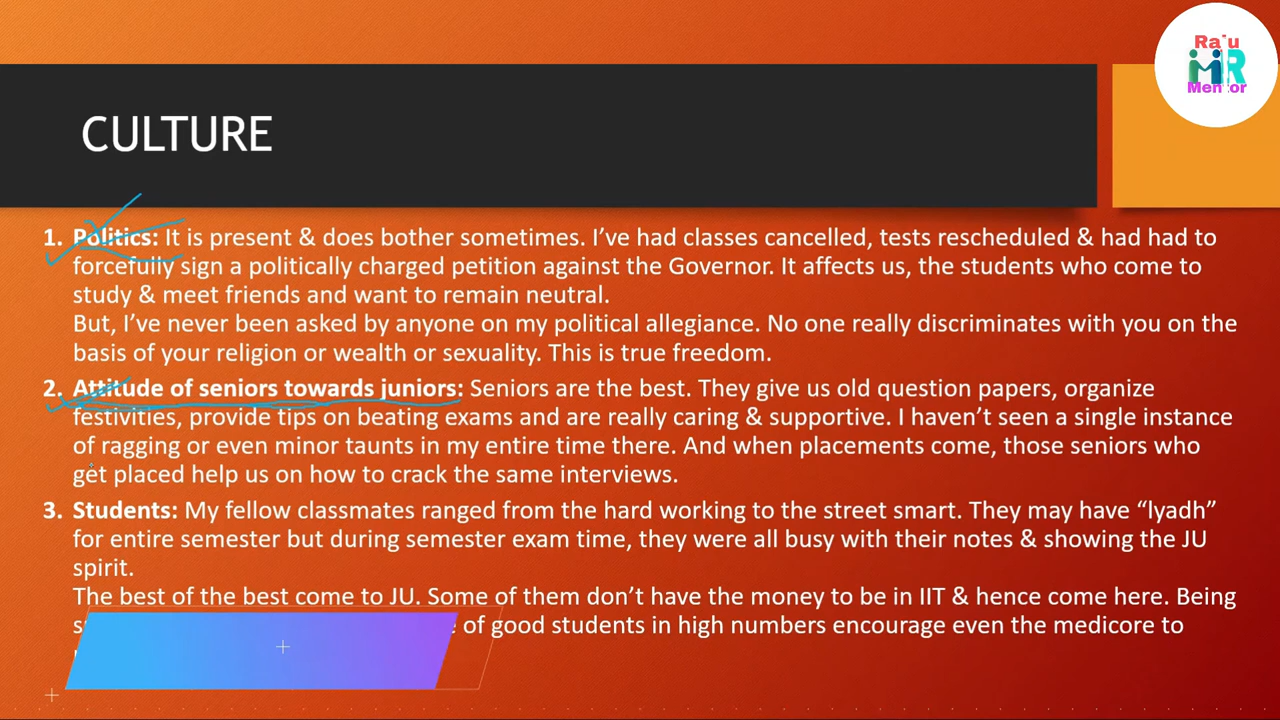 Ra u
MR
Men or
CULTURE
1. Politics: It is present & does bother sometimes. I've had classes cancelled, tests rescheduled & had had to
forcefully sign a politically charged petition against the Governor. It affects us, the students who come to
study & meet friends and want to remain neutral.
But, I've never been asked by anyone on my political allegiance. No one really discriminates with you on the
basis of your religion or wealth or sexuality. This is true freedom.
2. Attitude of seniors towards juniors: Seniors are the best. They give us old question papers, organize
festivities, provide tips on beating exams and are really caring & supportive. I haven't seen a single instance
of ragging or even minor taunts in my entire time there. And when placements come, those seniors who
get placed help us on how to crack the same interviews.
3. Students: My fellow classmates ranged from the hard working to the street smart. They may have "lyadh"
for entire semester but during semester exam time, they were all busy with their notes & showing the JU
spirit.
The best of the best come to JU. Some of them don't have the money to be in IIT & hence come here. Being
of good students in high numbers encourage even the medicore to